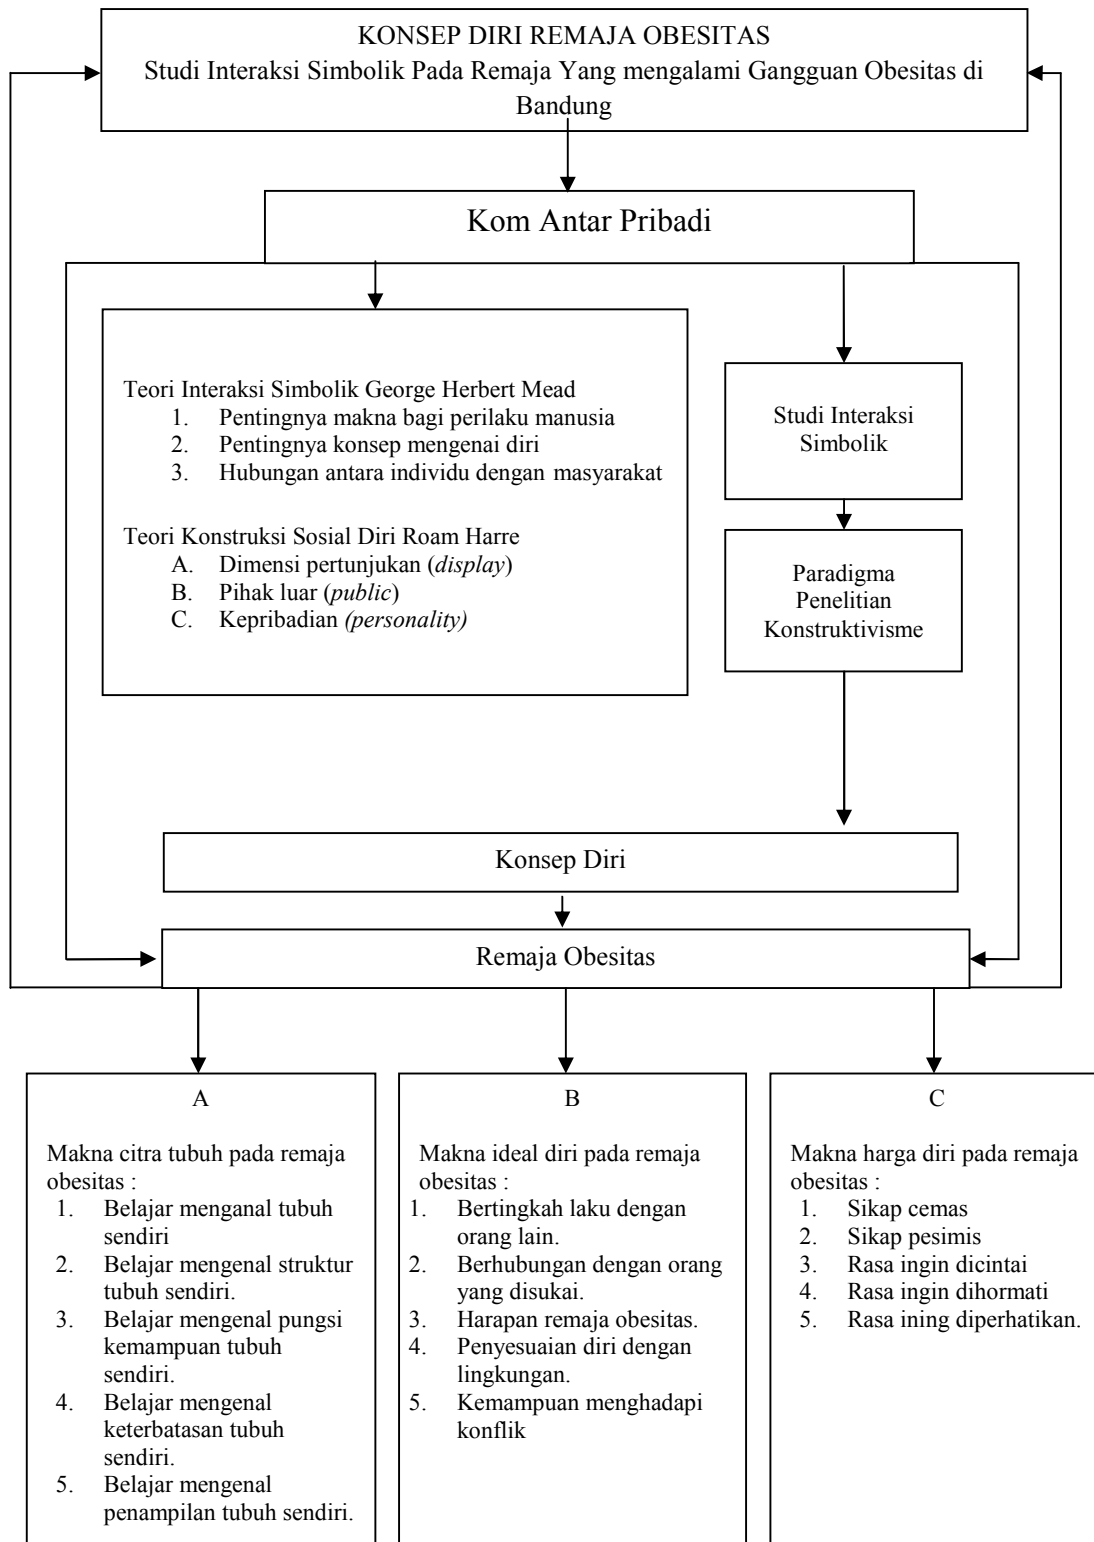 KONSEP DIRI REMAJA OBESITAS
Studi Interaksi Simbolik Pada Remaja Yang mengalami Gangguan Obesitas di
Bandung
Kom Antar Pribadi
Teori Interaksi Simbolik George Herbert Mead
1. Pentingnya makna bagi perilaku manusia
2. Pentingnya konsep mengenai diri
3. Hubungan antara individu dengan masyarakat
Teori Konstruksi Sosial Diri Roam Harre
A. Dimensi pertunjukan (display)
B. Pihak luar (public)
C. Kepribadian (personality)
Studi Interaksi
Simbolik
Paradigma
Penelitian
Konstruktivisme
Konsep Diri
Remaja Obesitas
A
Makna citra tubuh pada remaja
obesitas :
1. Belajar menganal tubuh
sendiri
2. Belajar mengenal struktur
tubuh sendiri.
3. Belajar mengenal pungsi
kemampuan tubuh
sendiri.
4. Belajar mengenal
keterbatasan tubuh
sendiri.
5. Belajar mengenal
penampilan tubuh sendiri.
B
Makna ideal diri pada remaja
obesitas :
1. Bertingkah laku dengan
orang lain.
2. Berhubungan dengan orang
yang disukai.
3. Harapan remaja obesitas.
4. Penyesuaian diri dengan
lingkungan.
5. Kemampuan menghadapi
konflik
C
Makna harga diri pada remaja
obesitas :
1. Sikap cemas
2. Sikap pesimis
3. Rasa ingin dicintai
4. Rasa ingin dihormati
5. Rasa ining diperhatikan.